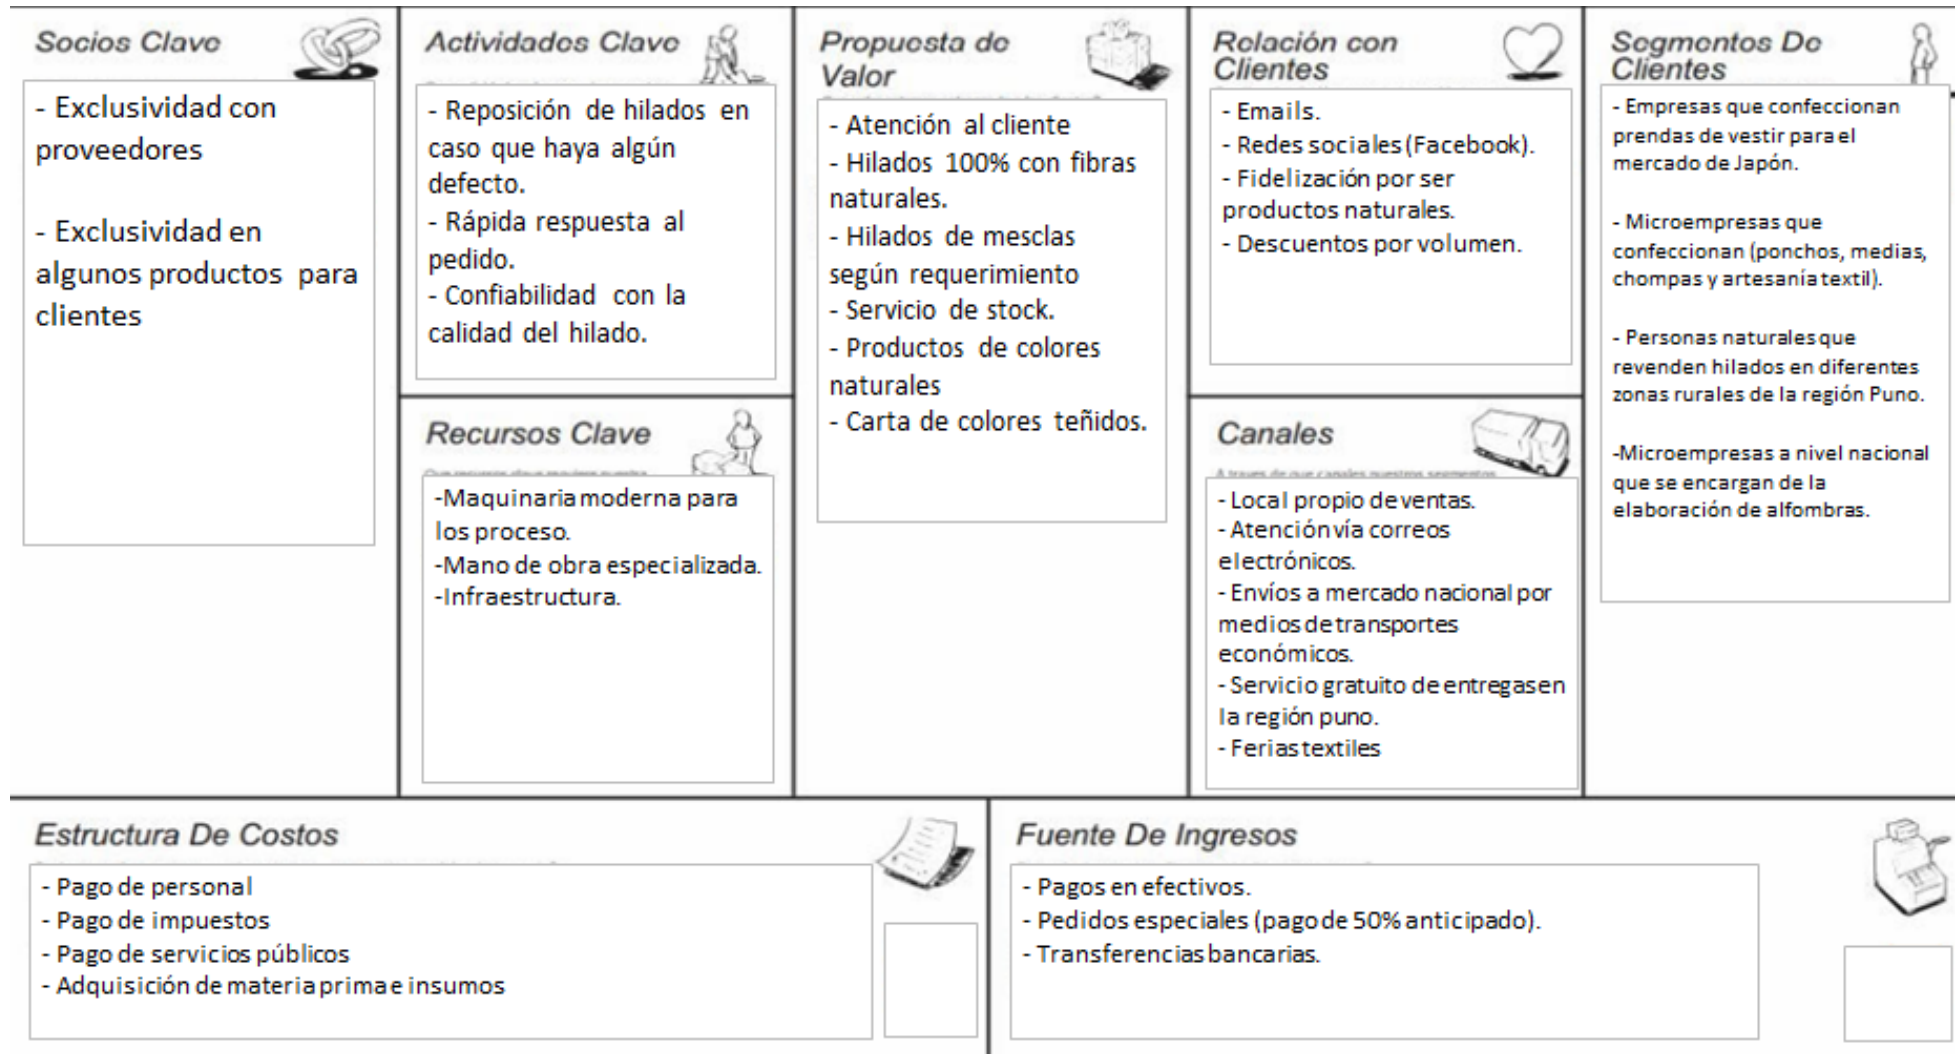 Socios Clave
- Exclusividad con
proveedores
- Exclusividad en
algunos productos para
clientes
Actividades Clave
- Reposición de hilados en
caso que haya algún
defecto.
- Rápida respuesta al
pedido.
- Confiabilidad con la
calidad del hilado.
Recursos Clave
-Maquinaria moderna para
los proceso.
-Mano de obra especializada.
-Infraestructura.
Propuesta de
Valor
- Atención al cliente
- Hilados 100% con fibras
naturales.
- Hilados de mesclas
según requerimiento
- Servicio de stock.
- Productos de colores
naturales
- Carta de colores teñidos.
Relación con
Clientes
- Emails.
- Redes sociales (Facebook).
- Fidelización por ser
productos naturales.
- Descuentos por volumen.
Canales
A traves de que canales nuestros segmentos
- Local propio de ventas.
- Atención vía correos
electrónicos.
- Envíos a mercado nacional por
medios de transportes
económicos.
- Servicio gratuito de entregas en
la región puno.
- Ferias textiles
Segmentos De
Clientes
- Empresas que confeccionan
prendas de vestir para el
mercado de Japón.
- Microempresas que
confeccionan (ponchos, medias,
chompas y artesanía textil).
- Personas naturales que
revenden hilados en diferentes
zonas rurales de la región Puno.
-Microempresas a nivel nacional
que se encargan de la
elaboración de alfombras.
Estructura De Costos
- Pago de personal
- Pago de impuestos
- Pago de servicios públicos
- Adquisición de materia prima e insumos
Fuente De Ingresos
- Pagos en efectivos.
- Pedidos especiales (pago de 50% anticipado).
- Transferencias bancarias.